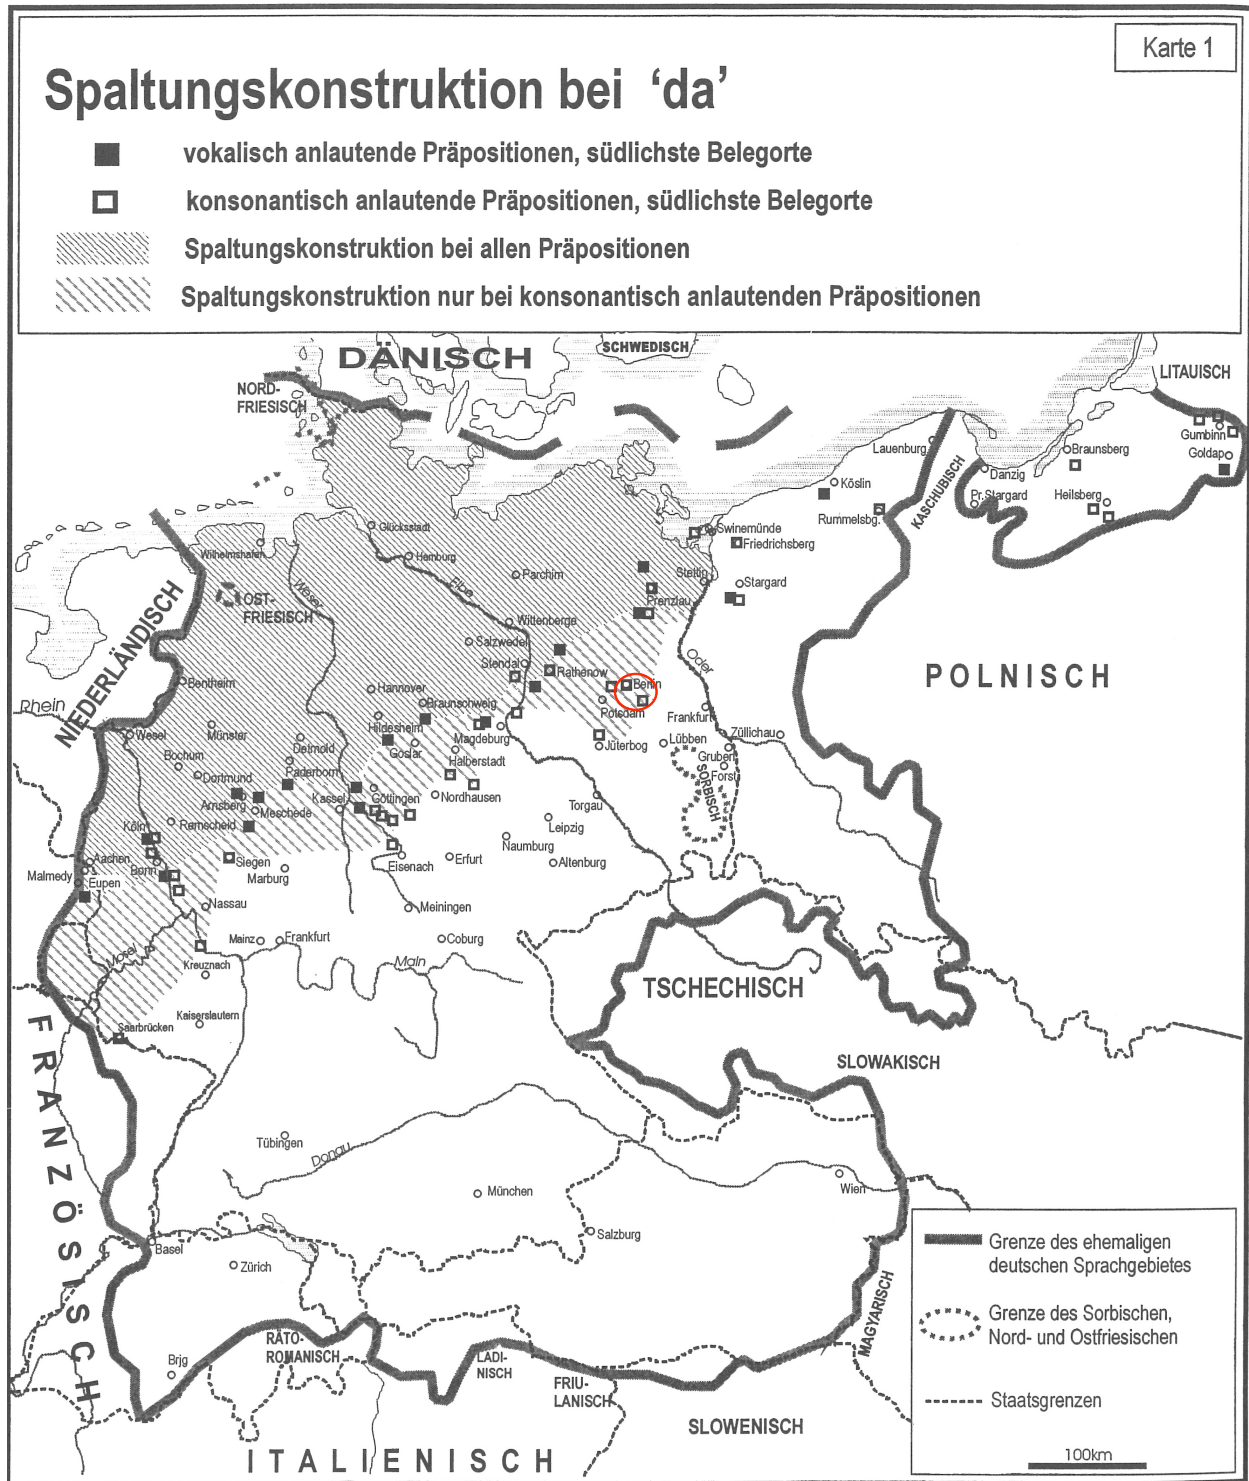 Karte 1
Spaltungskonstruktion bei 'da'
vokalisch anlautende Präpositionen, südlichste Belegorte
konsonantisch anlautende Präpositionen, südlichste Belegorte
Spaltungskonstruktion bei allen Präpositionen
Spaltungskonstruktion nur bei konsonantisch anlautenden Präpositionen
DÄNISCH
SCHWEDISCH
LITAUISCH
NORD-
FRIESISCH
Gumbinn
Lauenburg
Braunsberg
Goldap
Danzig
Köslin
KASCHUBISCH
Pr.Stargard
Heilsberg
Rummelsbg.
Glückstadt
Swinemünde
Friedrichsberg
Wilhelmshafen
Hamburg
Parchim
Stettin
Stargard
Weser
Elbe
OST-
FRIESISCH
Prenzlau
Wittenberge
NIEDERLÄNDISCH
Salzwedel
Stendal
Rathenow
Oder
POLNISCH
Bentheim
Hannover
Berlin
Rhein
Braunschweig
Potsdam
Frankfurt
Wesel
Münster
Hildesheim
Magdeburg
Züllichau
Detmold
Goslar
Jüterbog
Lübben
Bochum
Halberstadt
Gruben
Dortmund
Paderborn
Forst
SORBISCH
Arnsberg
Kassel
Göttingen
Nordhausen
Torgau
Meschede
Köln
Remscheid
Leipzig
Naumburg
Aachen
Siegen
Eisenach
Erfurt
Altenburg
Malmedy
Eupen
Bonn
Marburg
Nassau
Meiningen
Mainz
Frankfurt
Coburg
Mosel
Main
Kreuznach
TSCHECHISCH
Kaiserslautern
Saarbrücken
FRANZÖSISCH
SLOWAKISCH
Tübingen
Donau
München
Wien
Salzburg
Basel
Zürich
Grenze des ehemaligen
deutschen Sprachgebietes
MAGYARISCH
Grenze des Sorbischen,
Nord- und Ostfriesischen
RÄTO-
ROMANISCH
LADI-
NISCH
Brig
FRIU-
LANISCH
Staatsgrenzen
SLOWENISCH
ITALIENISCH
100km